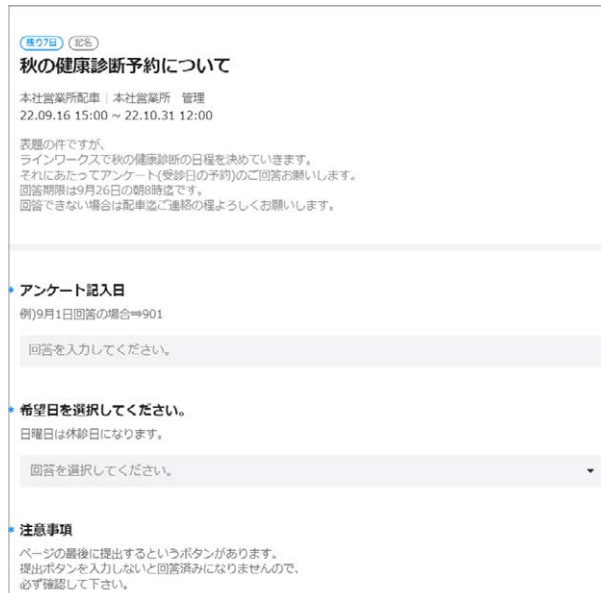 残り7日 記名
秋の健康診断予約について
本社営業所配車 | 本社営業所　管理
22.09.16 15:00 ~ 22.10.31 12:00
表題の件ですが、
ラインワークスで秋の健康診断の日程を決めていきます。
それにあたってアンケート(受診日の予約)のご回答お願いします。
回答期限は9月26日の朝8時迄です。
回答できない場合は配車迄ご連絡の程よろしくお願いします。
* アンケート記入日
例)9月1日回答の場合⇒901
回答を入力してください。
* 希望日を選択してください。
日曜日は休診日になります。
回答を選択してください。
* 注意事項
ページの最後に提出するというボタンがあります。
提出ボタンを入力しないと回答済みになりませんので、
必ず確認して下さい。